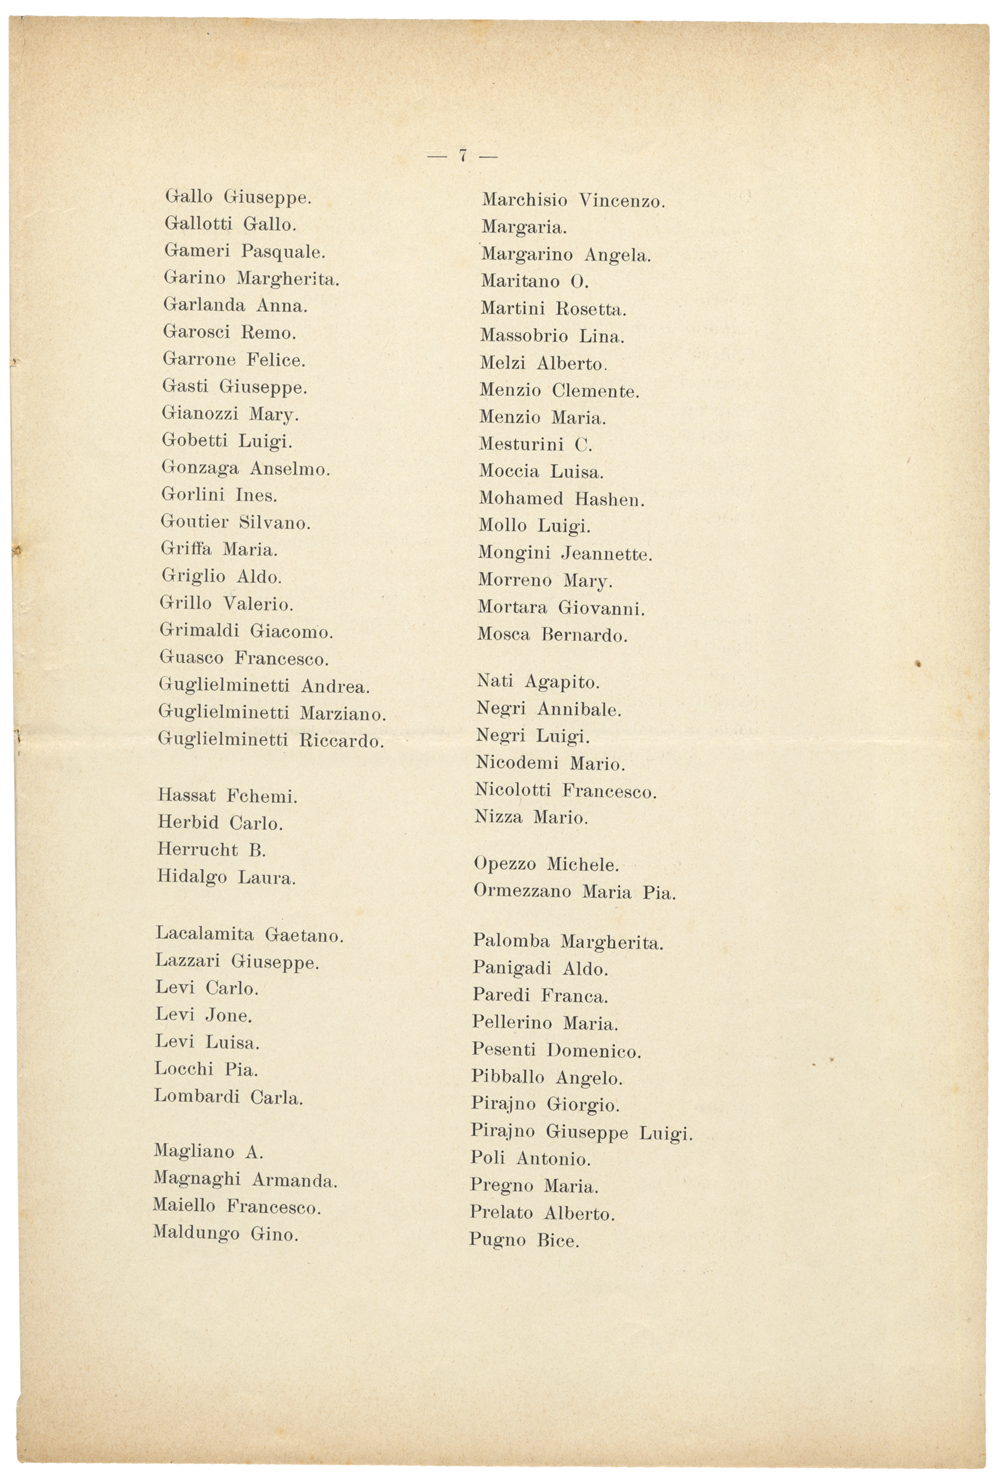 — 7 —
Gallo Giuseppe.
Gallotti Gallo.
Gameri Pasquale.
Garino Margherita.
Garlanda Anna.
Garosci Remo.
Garrone Felice.
Gasti Giuseppe.
Gianozzi Mary.
Gobetti Luigi.
Gonzaga Anselmo.
Gorlini Ines.
Goutier Silvano.
Griffa Maria.
Griglio Aldo.
Grillo Valerio.
Grimaldi Giacomo.
Guasco Francesco.
Guglielminetti Andrea.
Guglielminetti Marziano.
Guglielminetti Riccardo.
Hassat Fchemi.
Herbid Carlo.
Herrucht B.
Hidalgo Laura.
Lacalamita Gaetano.
Lazzari Giuseppe.
Levi Carlo.
Levi Jone.
Levi Luisa.
Locchi Pia.
Lombardi Carla.
Magliano A.
Magnaghi Armanda.
Maiello Francesco.
Maldungo Gino.
Marchisio Vincenzo.
Margaria.
Margarino Angela.
Maritano O.
Martini Rosetta.
Massobrio Lina.
Melzi Alberto.
Menzio Clemente.
Menzio Maria.
Mesturini C.
Moccia Luisa.
Mohamed Hashen.
Mollo Luigi.
Mongini Jeannette.
Morreno Mary.
Mortara Giovanni.
Mosca Bernardo.
Nati Agapito.
Negri Annibale.
Negri Luigi.
Nicodemi Mario.
Nicolotti Francesco.
Nizza Mario.
Opezzo Michele.
Ormezzano Maria Pia.
Palomba Margherita.
Panigadi Aldo.
Paredi Franca.
Pellerino Maria.
Pesenti Domenico.
Pibballo Angelo.
Pirajno Giorgio.
Pirajno Giuseppe Luigi.
Poli Antonio.
Pregno Maria.
Prelato Alberto.
Pugno Bice.